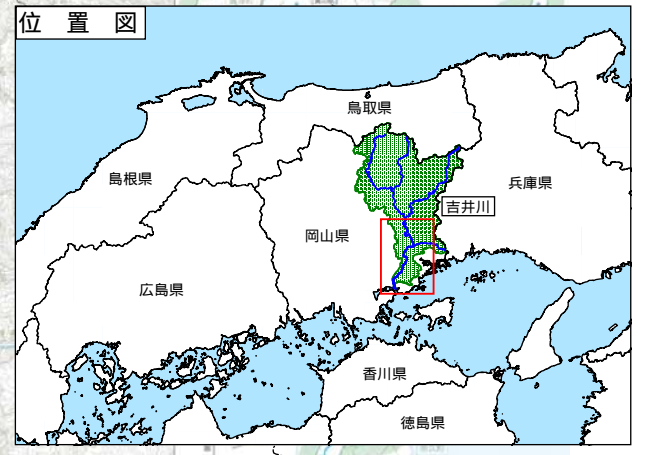 位 置 図
鳥取県
島根県
兵庫県
吉井川
岡山県
広島県
香川県
徳島県